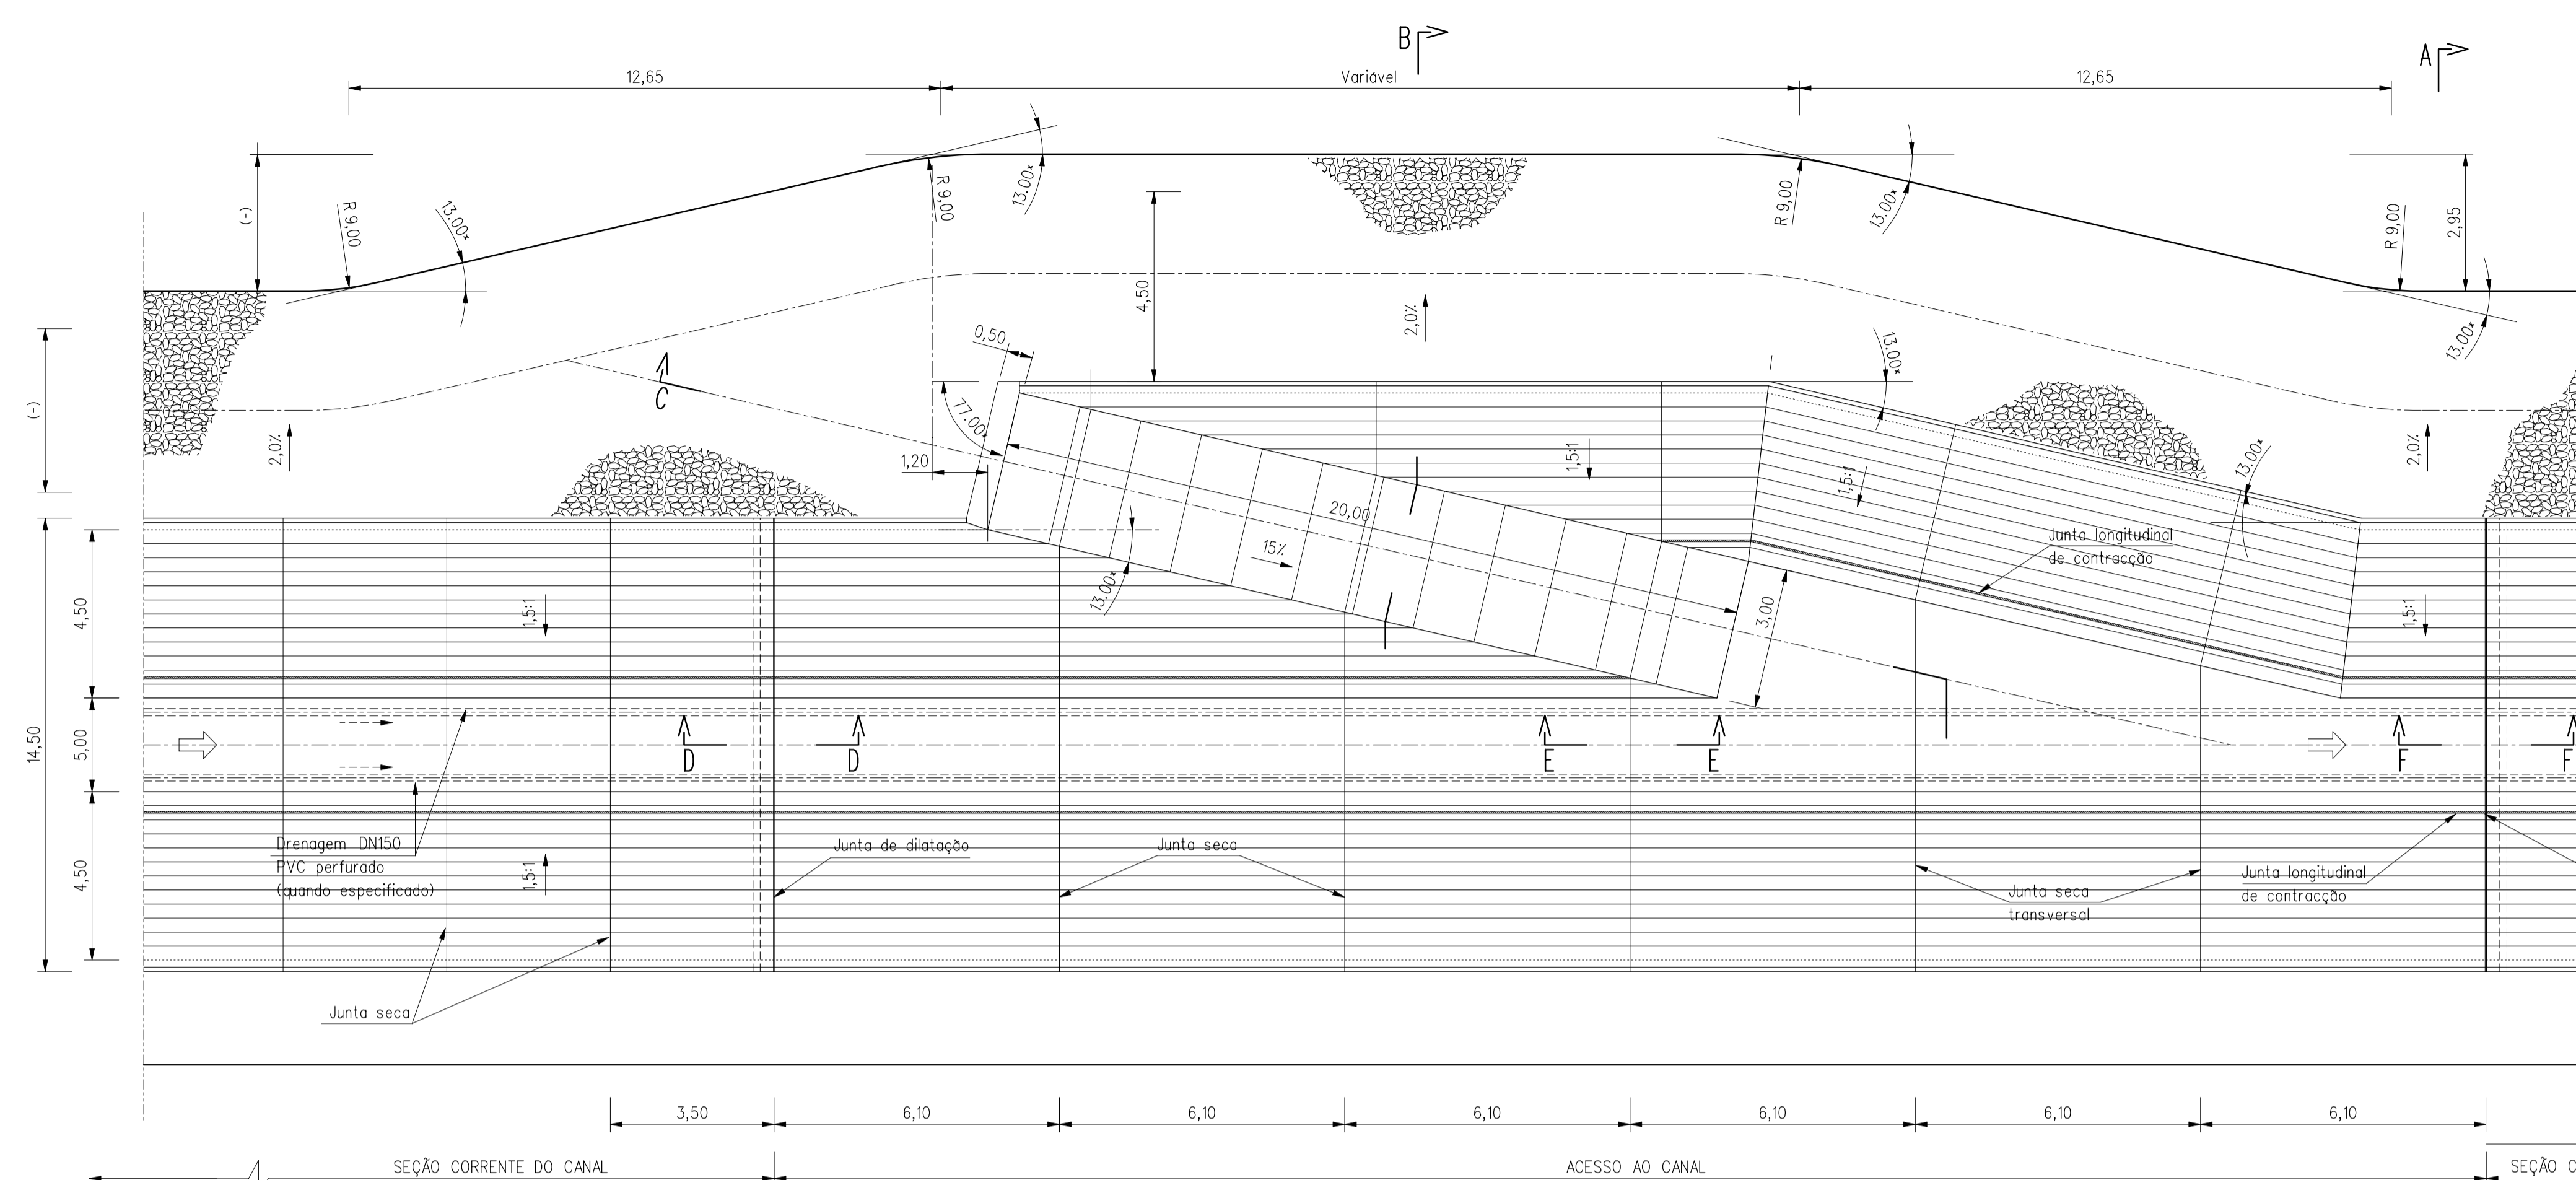 B
A
12,65
Variável
12,65
(-)
R 9,00
13.00×
R 9,00
13.00×
R 9,00
13.00×
R 9,00
2,95
13.00×
(-)
2,0%
C
4,50
2,0%
0,50
77.00×
1,20
13.00×
20,00
15%
1,5:1
13.00×
1,5:1
13.00×
2,0%
3,00
Junta longitudinal
de contracção
1,5:1
14,50
4,50
5,00
4,50
1,5:1
D
D
E
E
F
F
Drenagem DN150
PVC perfurado
(quando especificado)
1,5:1
Junta de dilatação
Junta seca
Junta seca
transversal
Junta longitudinal
de contracção
Junta seca
3,50
6,10
6,10
6,10
6,10
6,10
6,10
SEÇÃO CORRENTE DO CANAL
ACESSO AO CANAL
SEÇÃO C